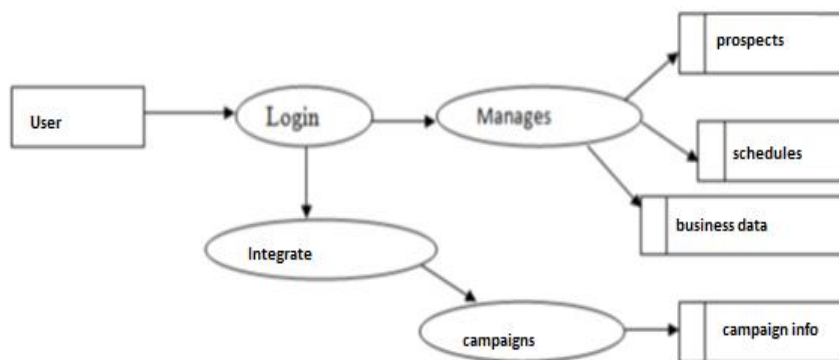 prospects
User
Login
Manages
schedules
business data
Integrate
campaigns
campaign info